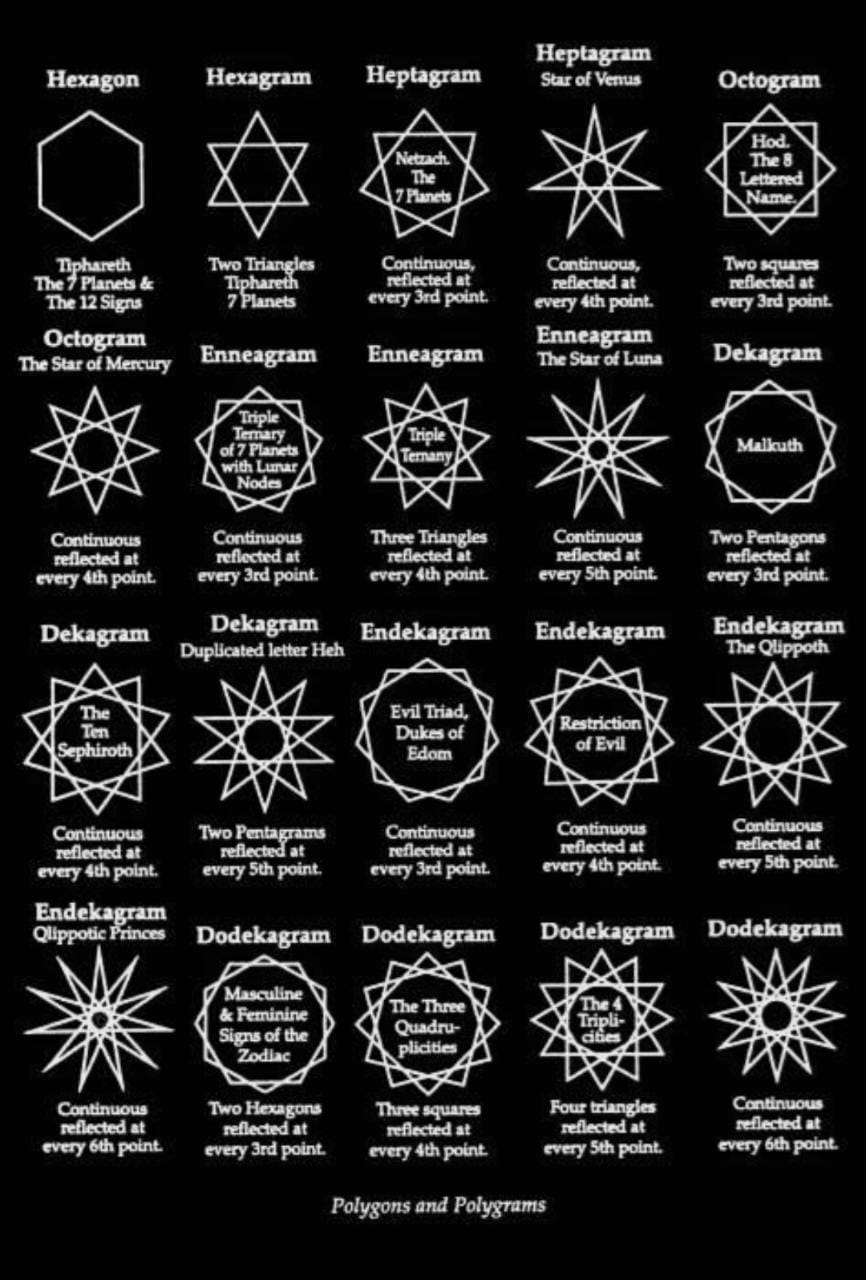 Hexagon
Tiphareth
The 7 Planets &
The 12 Signs
Hexagram
Two Triangles
Tiphareth
7 Planets
Heptagram
Netzach.
The
7 Planets
Continuous,
reflected at
every 3rd point.
Heptagram
Star of Venus
Continuous,
reflected at
every 4th point.
Octogram
Hod.
The 8
Lettered
Name.
Two squares
reflected at
every 3rd point.
Octogram
The Star of Mercury
Continuous
reflected at
every 4th point.
Enneagram
Triple
Ternary
of 7 Planets
with Lunar
Nodes
Continuous
reflected at
every 3rd point.
Enneagram
Triple
Ternany
Three Triangles
reflected at
every 4th point.
Enneagram
The Star of Luna
Continuous
reflected at
every 5th point.
Dekagram
Malkuth
Two Pentagons
reflected at
every 3rd point.
Dekagram
The
Ten
Sephiroth
Continuous
reflected at
every 4th point.
Dekagram
Duplicated letter Heh
Two Pentagrams
reflected at
every 5th point.
Endekagram
Evil Triad,
Dukes of
Edom
Continuous
reflected at
every 3rd point.
Endekagram
Restriction
of Evil
Continuous
reflected at
every 4th point.
Endekagram
The Qlippoth
Continuous
reflected at
every 5th point.
Endekagram
Qlippotic Princes
Continuous
reflected at
every 6th point.
Dodekagram
Masculine
& Feminine
Signs of the
Zodiac
Two Hexagons
reflected at
every 3rd point.
Dodekagram
The Three
Quadru-
plicities
Three squares
reflected at
every 4th point.
Dodekagram
The 4
Tripli-
cities
Four triangles
reflected at
every 5th point.
Dodekagram
Continuous
reflected at
every 6th point.
Polygons and Polygrams